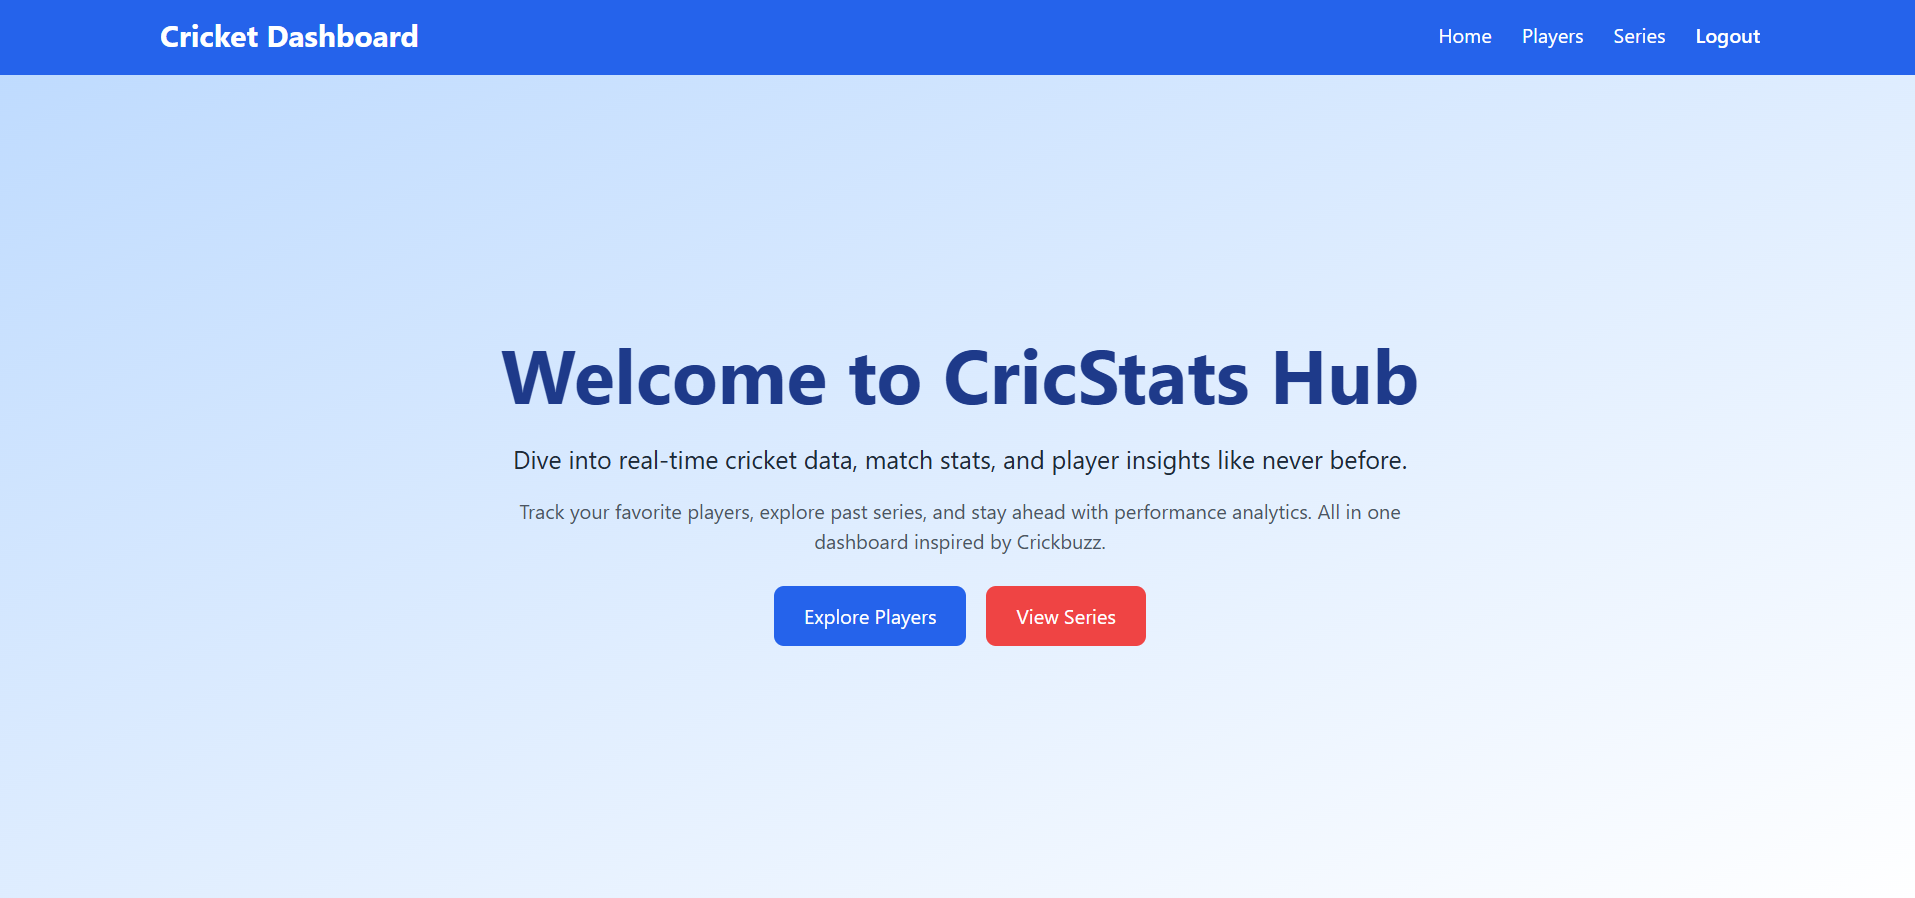 Cricket Dashboard
Home Players Series Logout
Welcome to CricStats Hub
Dive into real-time cricket data, match stats, and player insights like never before.
Track your favorite players, explore past series, and stay ahead with performance analytics. All in one
dashboard inspired by Crickbuzz.
Explore Players
View Series